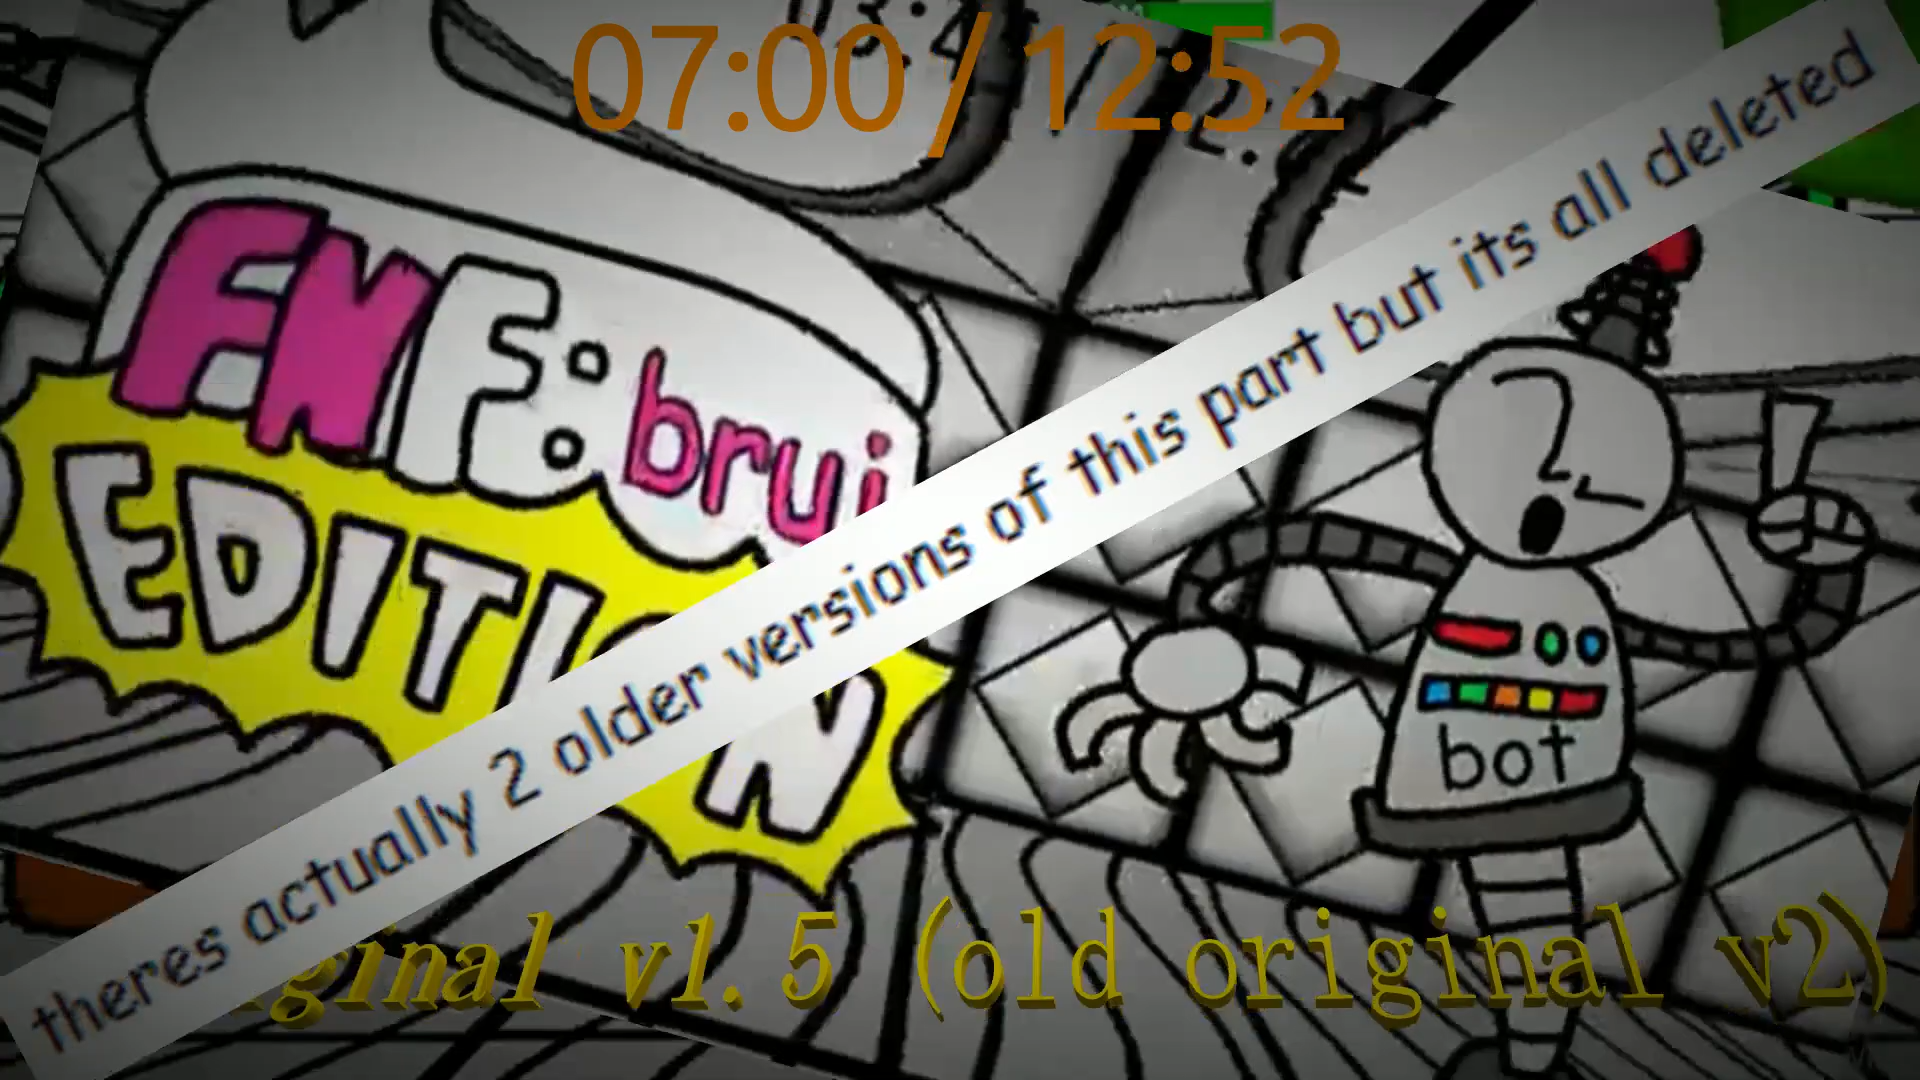 07:00 / 12:52
FNF: brui
EDITION
theres actually 2 older versions of this part but its all deleted
bot
ginal v1.5 (old original v2)